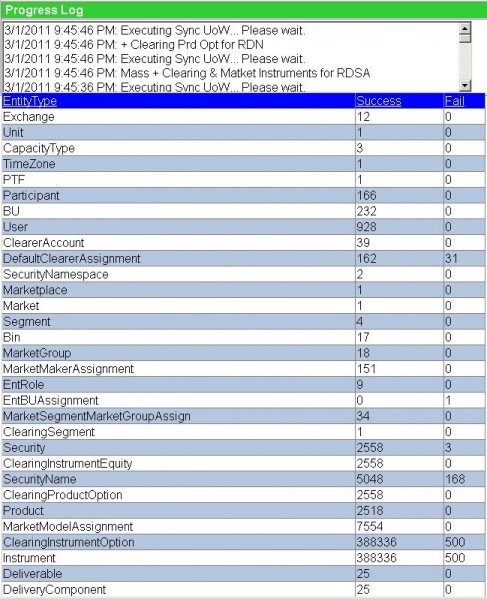 Progress Log
3/1/2011 9:45:46 PM: Executing Sync UoW... Please wait.
3/1/2011 9:45:46 PM: + Clearing Prd Opt for RDN
3/1/2011 9:45:40 PM: Executing Sync UoW... Please wait.
3/1/2011 9:45:40 PM: Mass + Clearing & Matket Instruments for RDSA
3/1/2011 9:45:36 PM: Executing Sync UoW... Please wait.
EntityType Success Fail
Exchange 12 0
Unit 1 0
CapacityType 3 0
TimeZone 1 0
PTF 1 0
Participant 166 0
BU 232 0
User 928 0
ClearerAccount 39 0
DefaultClearerAssignment 162 31
SecurityNamespace 2 0
Marketplace 1 0
Market 1 0
Segment 4 0
Bin 17 0
MarketGroup 18 0
MarketMakerAssignment 151 0
EntRole 9 0
EntBUAssignment 0 1
MarketSegmentMarketGroupAssign 34 0
ClearingSegment 1 0
Security 2558 3
ClearingInstrumentEquity 2558 0
SecurityName 5048 168
ClearingProductOption 2558 0
Product 2518 0
MarketModelAssignment 7554 0
ClearingInstrumentOption 388336 500
Instrument 388336 500
Deliverable 25 0
DeliveryComponent 25 0